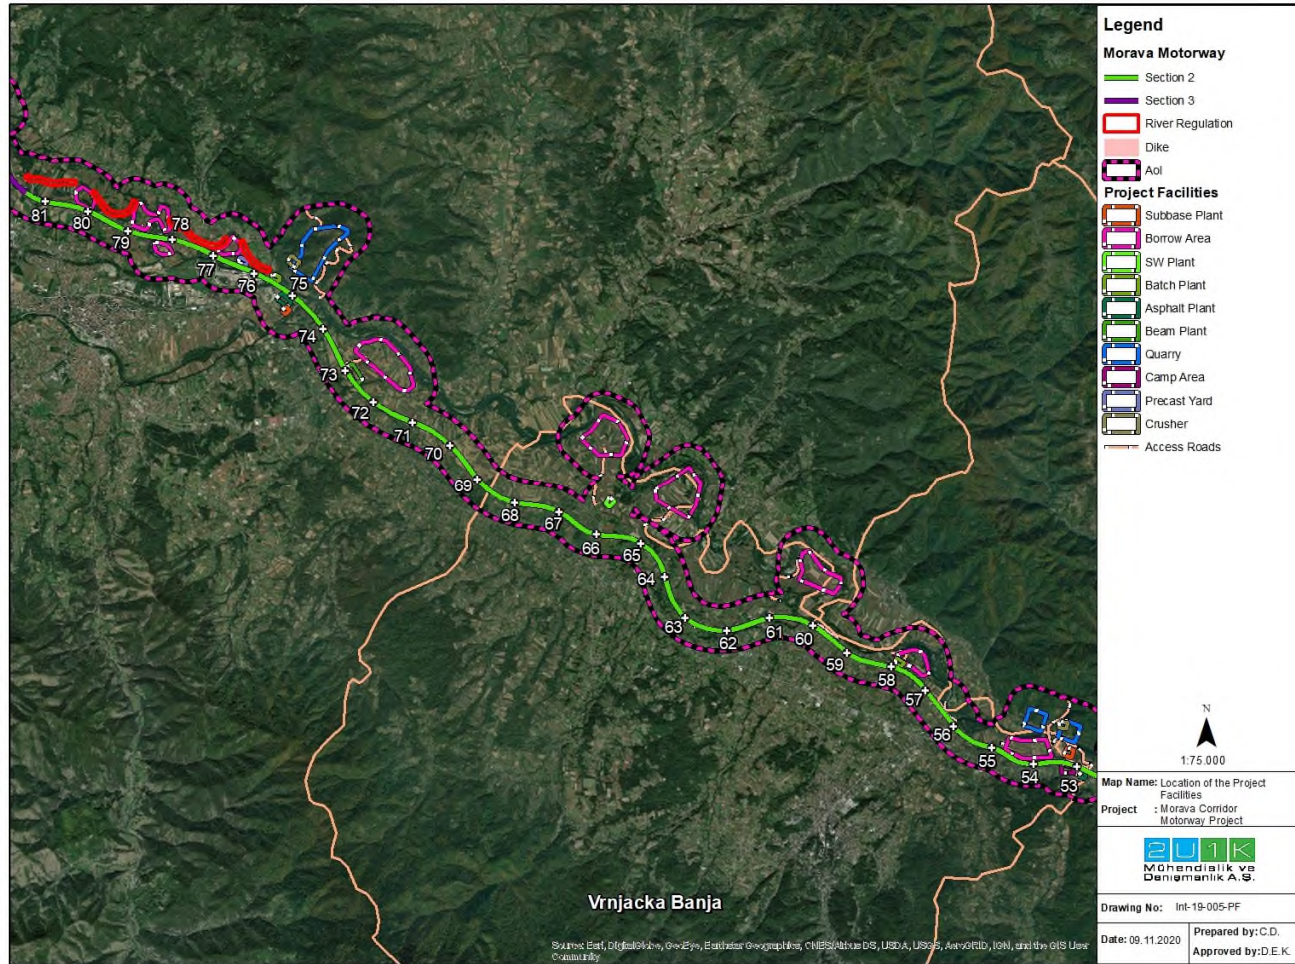 81
80
79
78
77
76
75
74
73
72
71
70
69
68
67
66
65
64
63
62
61
60
59
58
57
56
55
54
53
Vrnjacka Banja
Source: Esri, DigitalGlobe, GeoEye, Earthstar Geographics, CNES/Airbus DS, USDA, USGS, AeroGRID, IGN, and the GIS User
Community
Legend
Morava Motorway
Section 2
Section 3
River Regulation
Dike
AoI
Project Facilities
Subbase Plant
Borrow Area
SW Plant
Batch Plant
Asphalt Plant
Beam Plant
Quarry
Camp Area
Precast Yard
Crusher
Access Roads
N
1:75.000
Map Name: Location of the Project
Facilities
Project : Morava Corridor
Motorway Project
2U1K
Mühendislik ve
Danışmanlık A.Ş.
Drawing No: Int-19-005-PF
Date: 09.11.2020
Prepared by: C.D.
Approved by: D.E.K.